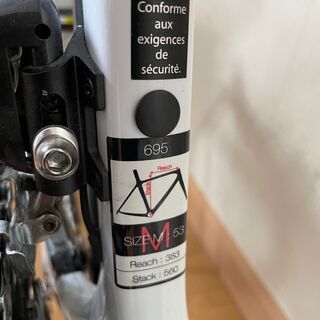 Conforme
aux
exigences
de
sécurité.
695
Reach
Stack
SIZE M 53
M
Reach : 383
Stack : 560